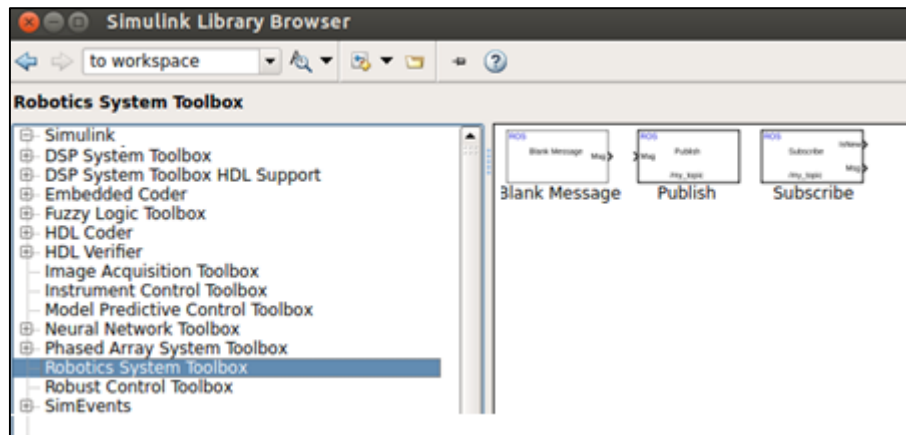 Simulink Library Browser
to workspace
Robotics System Toolbox
Simulink
DSP System Toolbox
DSP System Toolbox HDL Support
Embedded Coder
Fuzzy Logic Toolbox
HDL Coder
HDL Verifier
Image Acquisition Toolbox
Instrument Control Toolbox
Model Predictive Control Toolbox
Neural Network Toolbox
Phased Array System Toolbox
Robotics System Toolbox
Robust Control Toolbox
SimEvents
ROS
Blank Message
Msg
Blank Message
ROS
Msg
Publish
/my_topic
Publish
ROS
Subscribe
IsNew
Msg
/my_topic
Subscribe